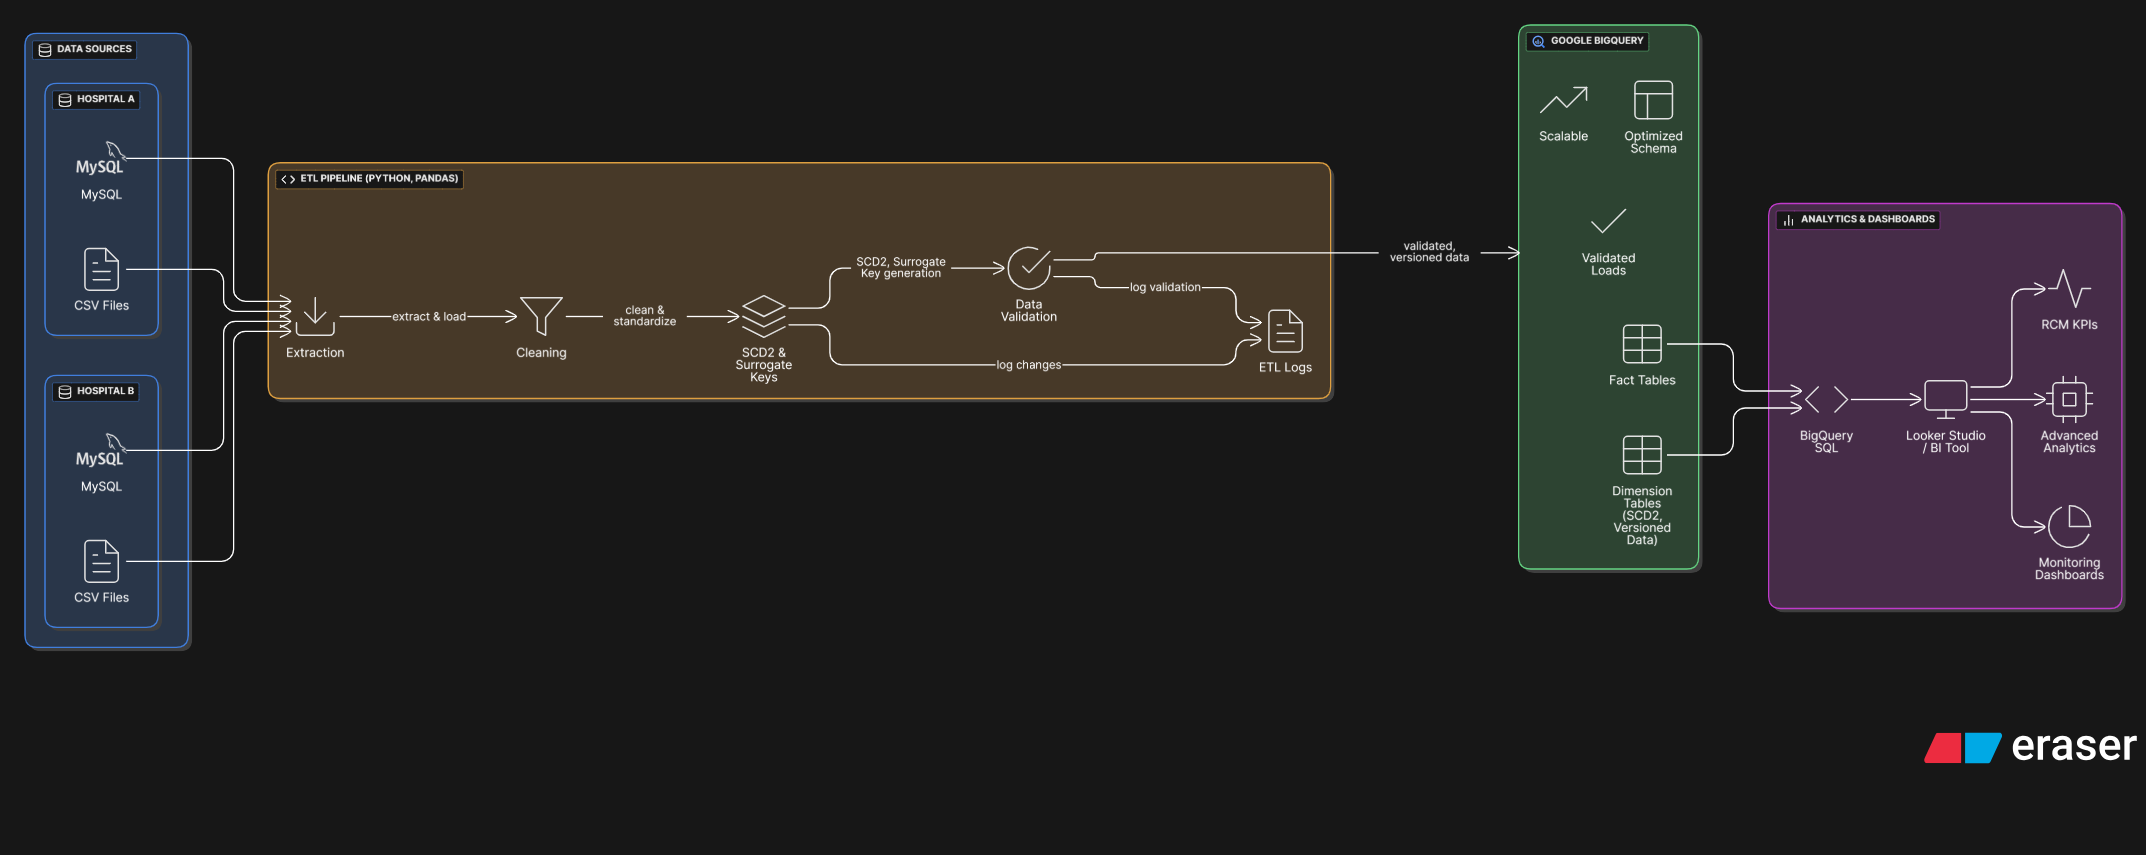 DATA SOURCES
HOSPITAL A
MySQL
MySQL
CSV Files
HOSPITAL B
MySQL
MySQL
CSV Files
ETL PIPELINE (PYTHON, PANDAS)
Extraction
extract & load
Cleaning
clean &
standardize
SCD2 &
Surrogate
Keys
SCD2, Surrogate
Key generation
Data
Validation
log validation
log changes
ETL Logs
validated,
versioned data
GOOGLE BIGQUERY
Scalable
Optimized
Schema
Validated
Loads
Fact Tables
Dimension
Tables
(SCD2,
Versioned
Data)
ANALYTICS & DASHBOARDS
BigQuery
SQL
Looker Studio
/ BI Tool
RCM KPIs
Advanced
Analytics
Monitoring
Dashboards
eraser